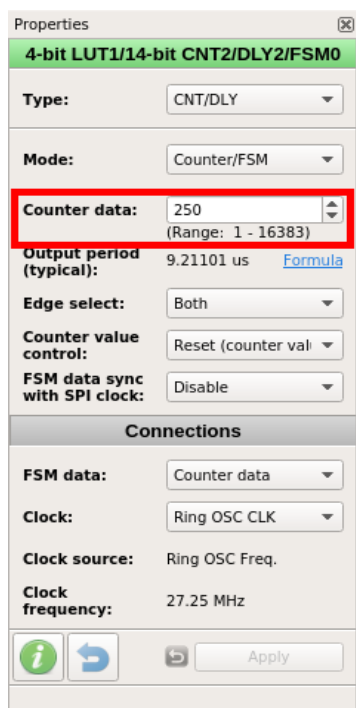 Properties
4-bit LUT1/14-bit CNT2/DLY2/FSM0
Type: CNT/DLY
Mode: Counter/FSM
Counter data: 250
(Range: 1 - 16383)
Output period
(typical): 9.21101 us Formula
Edge select: Both
Counter value
control: Reset (counter val
FSM data sync
with SPI clock: Disable
Connections
FSM data: Counter data
Clock: Ring OSC CLK
Clock source: Ring OSC Freq.
Clock
frequency: 27.25 MHz
Apply